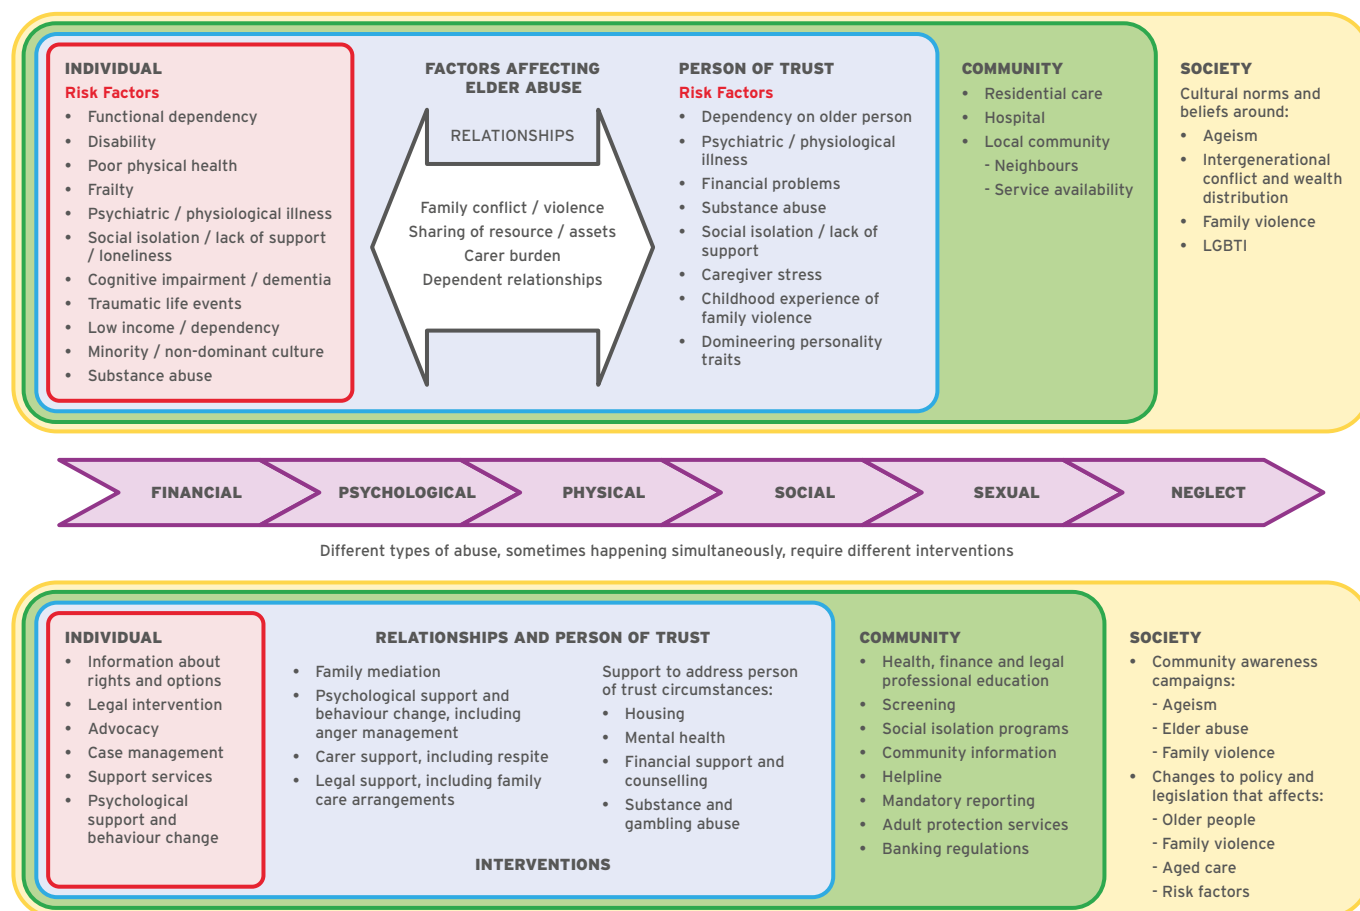 INDIVIDUAL
Risk Factors
• Functional dependency
• Disability
• Poor physical health
• Frailty
• Psychiatric / physiological illness
• Social isolation / lack of support
/ loneliness
• Cognitive impairment / dementia
• Traumatic life events
• Low income / dependency
• Minority / non-dominant culture
• Substance abuse
FACTORS AFFECTING
ELDER ABUSE
RELATIONSHIPS
Family conflict / violence
Sharing of resource / assets
Carer burden
Dependent relationships
PERSON OF TRUST
Risk Factors
• Dependency on older person
• Psychiatric / physiological
illness
• Financial problems
• Substance abuse
• Social isolation / lack of
support
• Caregiver stress
• Childhood experience of
family violence
• Domineering personality
traits
COMMUNITY
• Residential care
• Hospital
• Local community
- Neighbours
- Service availability
SOCIETY
Cultural norms and
beliefs around:
• Ageism
• Intergenerational
conflict and wealth
distribution
• Family violence
• LGBTI
FINANCIAL
PSYCHOLOGICAL
PHYSICAL
SOCIAL
SEXUAL
NEGLECT
Different types of abuse, sometimes happening simultaneously, require different interventions
INDIVIDUAL
• Information about
rights and options
• Legal intervention
• Advocacy
• Case management
• Support services
• Psychological
support and
behaviour change
RELATIONSHIPS AND PERSON OF TRUST
• Family mediation
• Psychological support and
behaviour change, including
anger management
• Carer support, including respite
• Legal support, including family
care arrangements
Support to address person
of trust circumstances:
• Housing
• Mental health
• Financial support and
counselling
• Substance and
gambling abuse
INTERVENTIONS
COMMUNITY
• Health, finance and legal
professional education
• Screening
• Social isolation programs
• Community information
• Helpline
• Mandatory reporting
• Adult protection services
• Banking regulations
SOCIETY
• Community awareness
campaigns:
- Ageism
- Elder abuse
- Family violence
• Changes to policy and
legislation that affects:
- Older people
- Family violence
- Aged care
- Risk factors